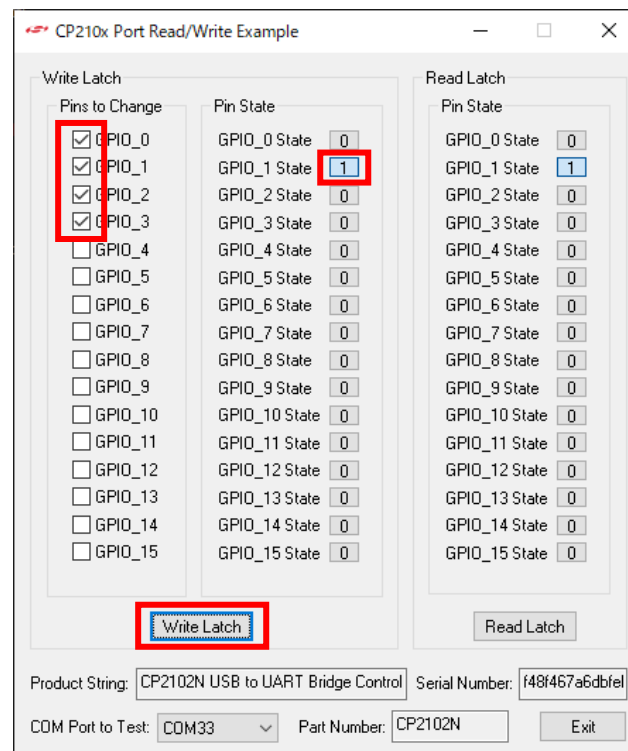 CP210x Port Read/Write Example
Write Latch
Pins to Change
Pin State
GPIO_0 GPIO_0 State 0
GPIO_1 GPIO_1 State 1
GPIO_2 GPIO_2 State 0
GPIO_3 GPIO_3 State 0
GPIO_4 GPIO_4 State 0
GPIO_5 GPIO_5 State 0
GPIO_6 GPIO_6 State 0
GPIO_7 GPIO_7 State 0
GPIO_8 GPIO_8 State 0
GPIO_9 GPIO_9 State 0
GPIO_10 GPIO_10 State 0
GPIO_11 GPIO_11 State 0
GPIO_12 GPIO_12 State 0
GPIO_13 GPIO_13 State 0
GPIO_14 GPIO_14 State 0
GPIO_15 GPIO_15 State 0
Write Latch
Read Latch
Pin State
GPIO_0 State 0
GPIO_1 State 1
GPIO_2 State 0
GPIO_3 State 0
GPIO_4 State 0
GPIO_5 State 0
GPIO_6 State 0
GPIO_7 State 0
GPIO_8 State 0
GPIO_9 State 0
GPIO_10 State 0
GPIO_11 State 0
GPIO_12 State 0
GPIO_13 State 0
GPIO_14 State 0
GPIO_15 State 0
Read Latch
Product String: CP2102N USB to UART Bridge Control Serial Number: f48f467a6dbfel
COM Port to Test: COM33 Part Number: CP2102N Exit